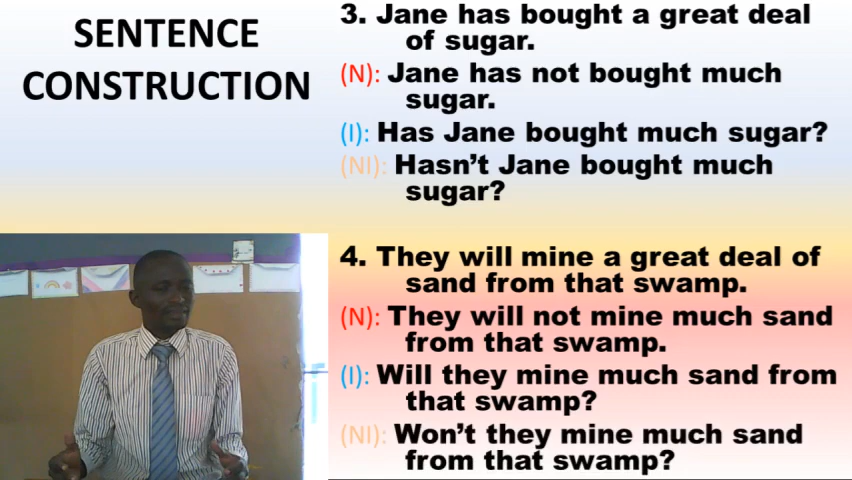 SENTENCE
CONSTRUCTION
3. Jane has bought a great deal
of sugar.
(N): Jane has not bought much
sugar.
(I): Has Jane bought much sugar?
(NI): Hasn’t Jane bought much
sugar?
4. They will mine a great deal of
sand from that swamp.
(N): They will not mine much sand
from that swamp.
(I): Will they mine much sand from
that swamp?
(NI): Won’t they mine much sand
from that swamp?